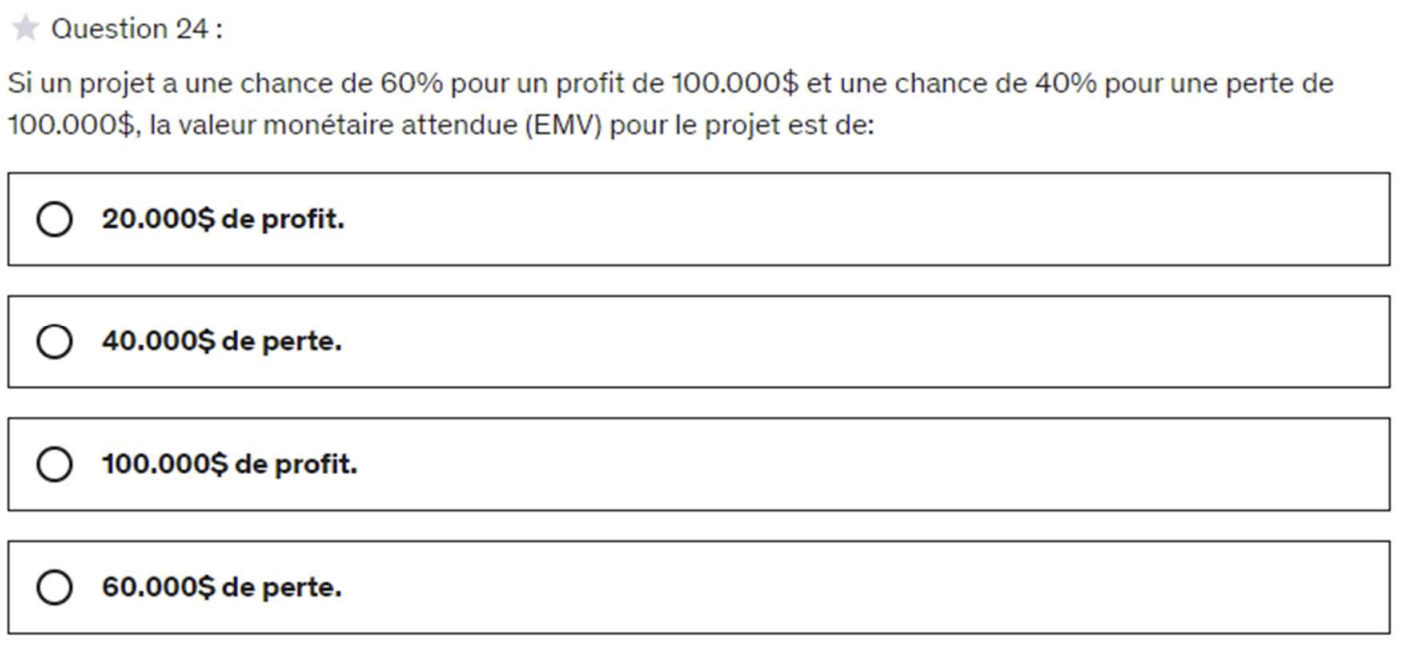 Question 24 :
Si un projet a une chance de 60% pour un profit de 100.000$ et une chance de 40% pour une perte de
100.000$, la valeur monétaire attendue (EMV) pour le projet est de:
20.000$ de profit.
40.000$ de perte.
100.000$ de profit.
60.000$ de perte.